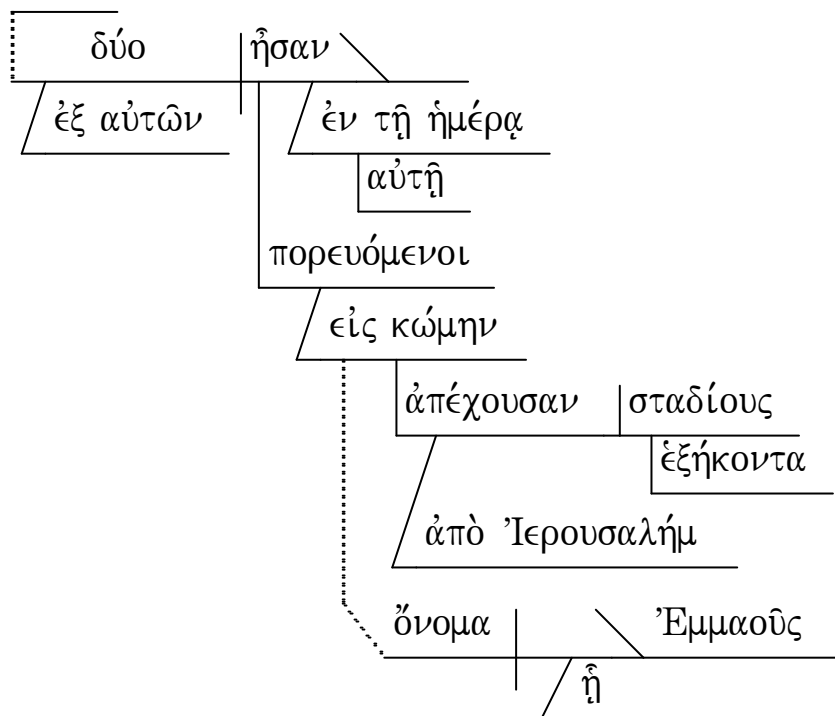 δύο ἦσαν
ἐξ αὐτῶν ἐν τῇ ἡμέρᾳ
αὐτῇ
πορευόμενοι
εἰς κώμην
ἀπέχουσαν σταδίους
ἑξήκοντα
ἀπὸ Ἰερουσαλήμ
ὄνομα Ἐμμαοῦς
ᾗ